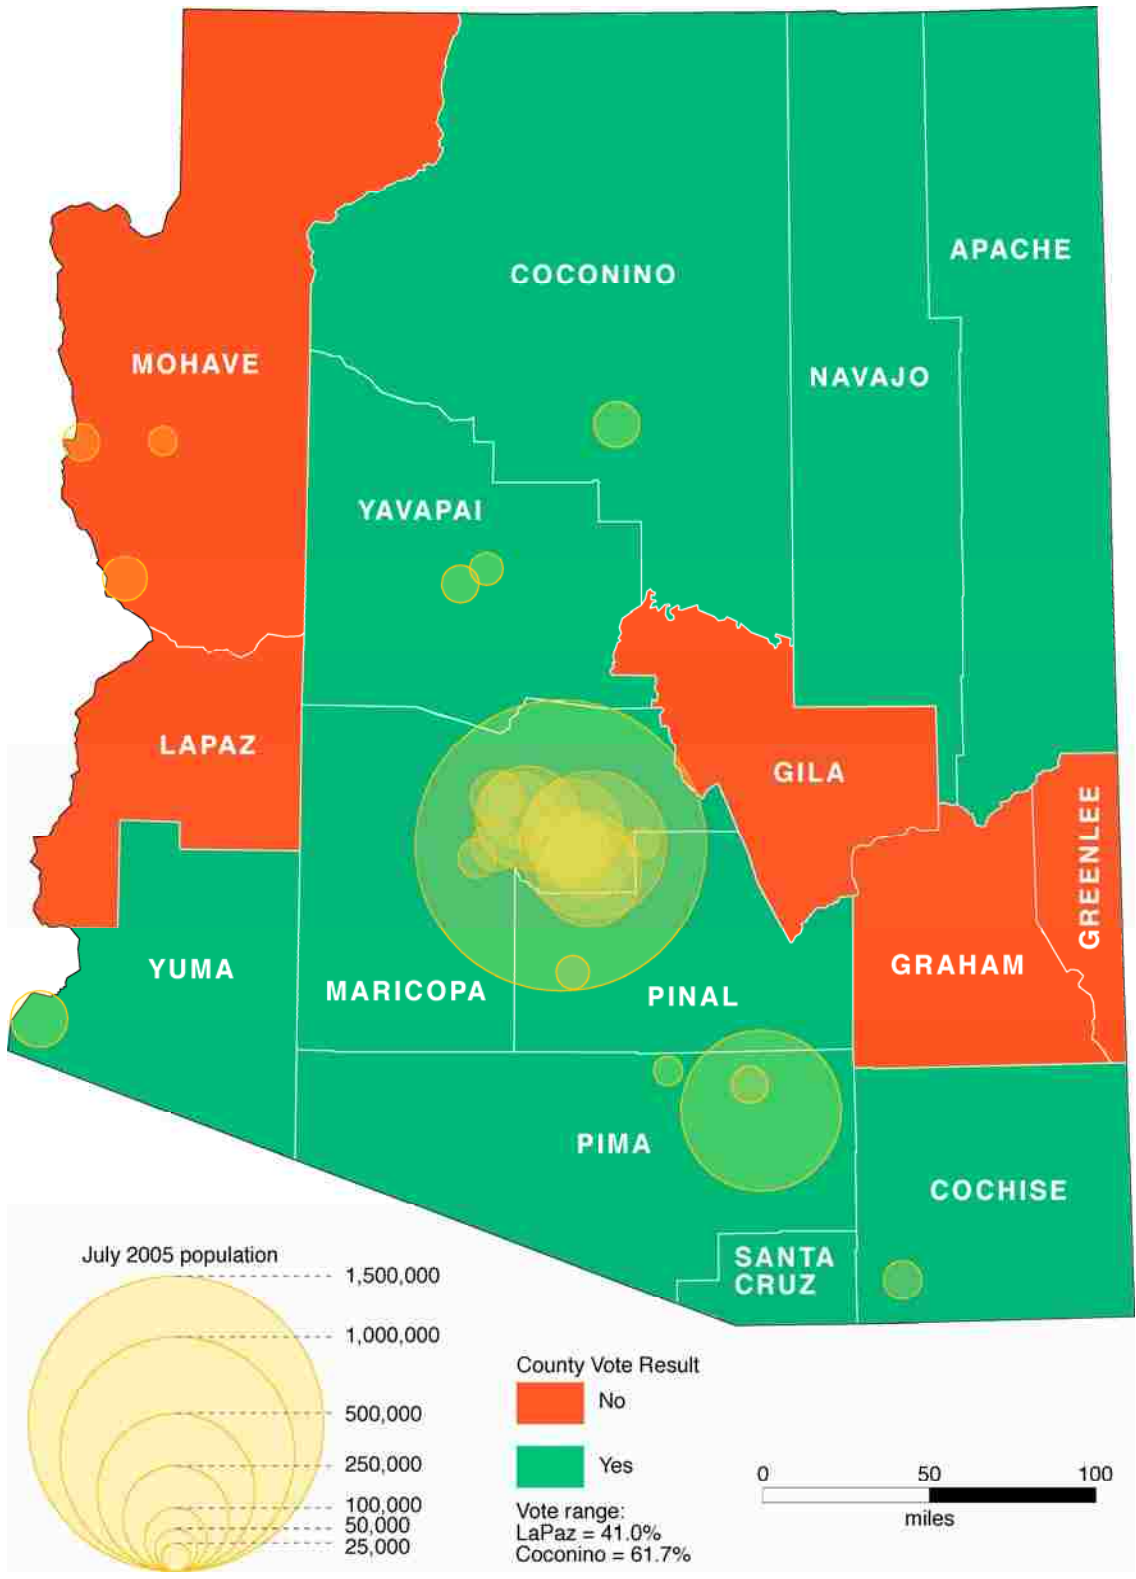 APACHE
COCONINO
MOHAVE
NAVAJO
YAVAPAI
LAPAZ
GILA
GREENLEE
YUMA
GRAHAM
MARICOPA
PINAL
PIMA
COCHISE
SANTA
CRUZ
July 2005 population
1,500,000
1,000,000
500,000
250,000
100,000
50,000
25,000
County Vote Result
No
Yes
Vote range:
LaPaz = 41.0%
Coconino = 61.7%
0 50 100
miles